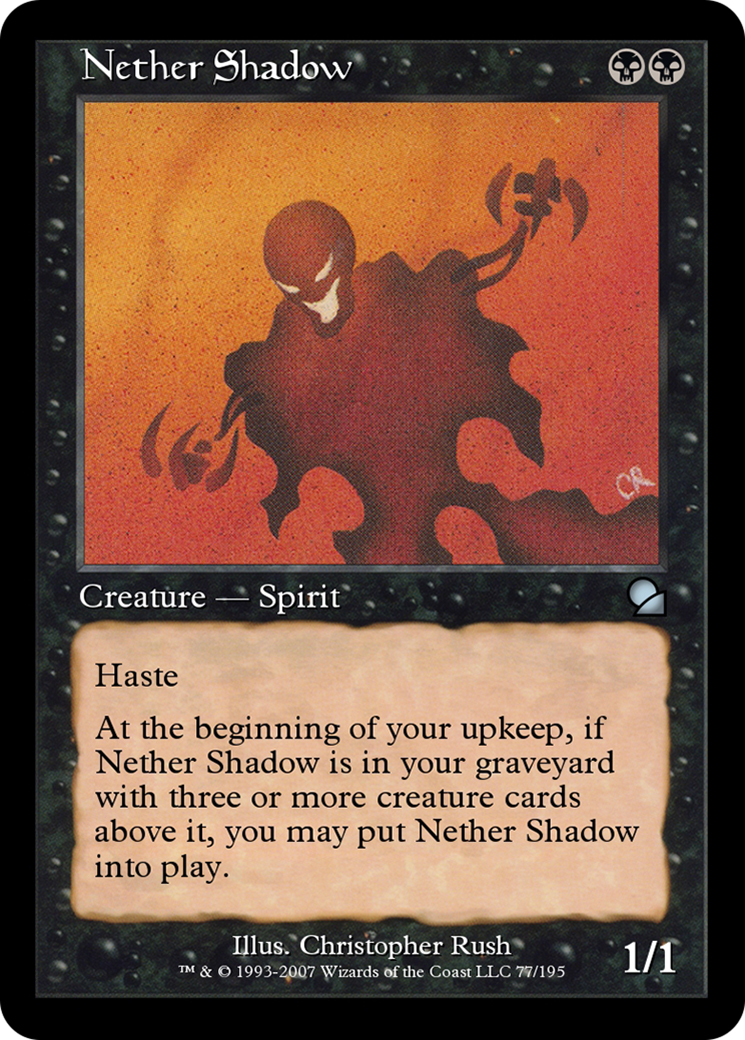 Nether Shadow
CR
Creature — Spirit
Haste
At the beginning of your upkeep, if
Nether Shadow is in your graveyard
with three or more creature cards
above it, you may put Nether Shadow
into play.
Illus. Christopher Rush
1/1
™ & © 1993-2007 Wizards of the Coast LLC 77/195